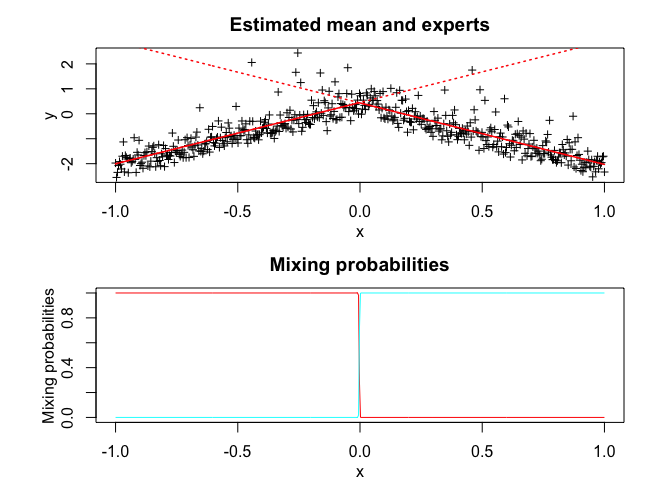 Estimated mean and experts
y
2
1
0
-2
-1.0 -0.5 0.0 0.5 1.0
x
Mixing probabilities
Mixing probabilities
0.8
0.4
0.0
-1.0 -0.5 0.0 0.5 1.0
x